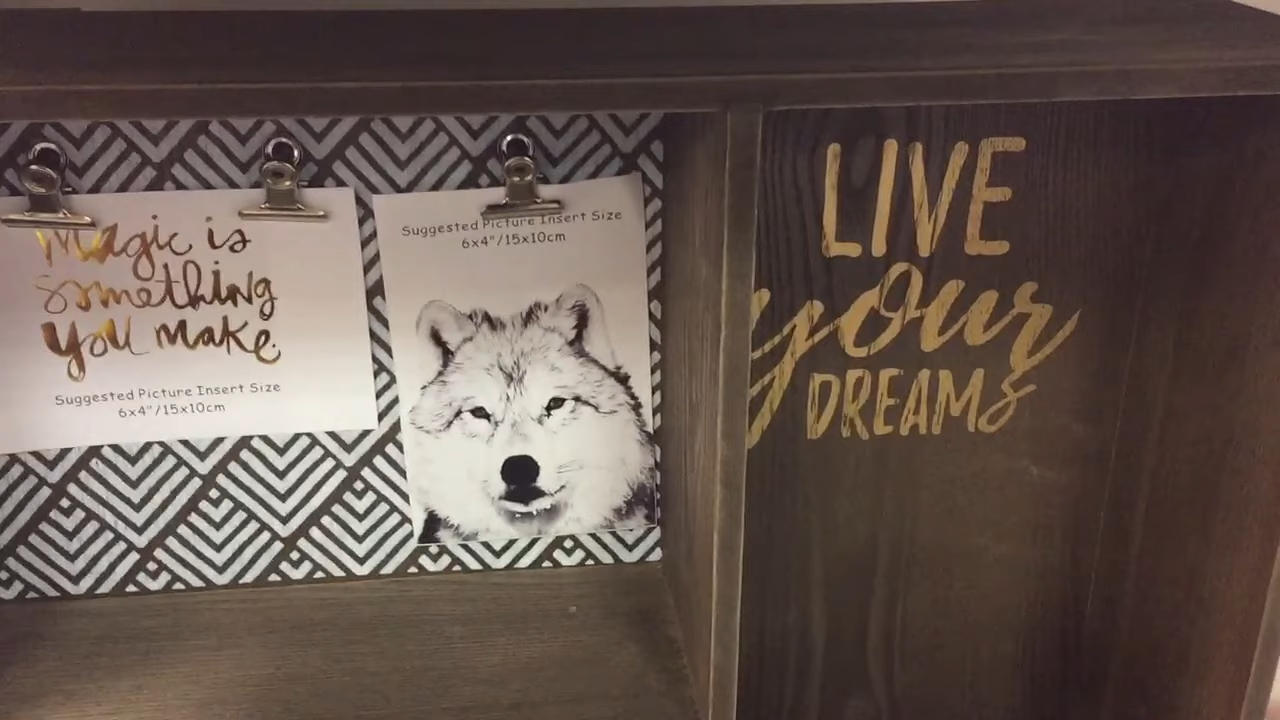 Magic is
something
you make.
Suggested Picture Insert Size
6x4"/15x10cm
Suggested Picture Insert Size
6x4"/15x10cm
LIVE
your
DREAMS